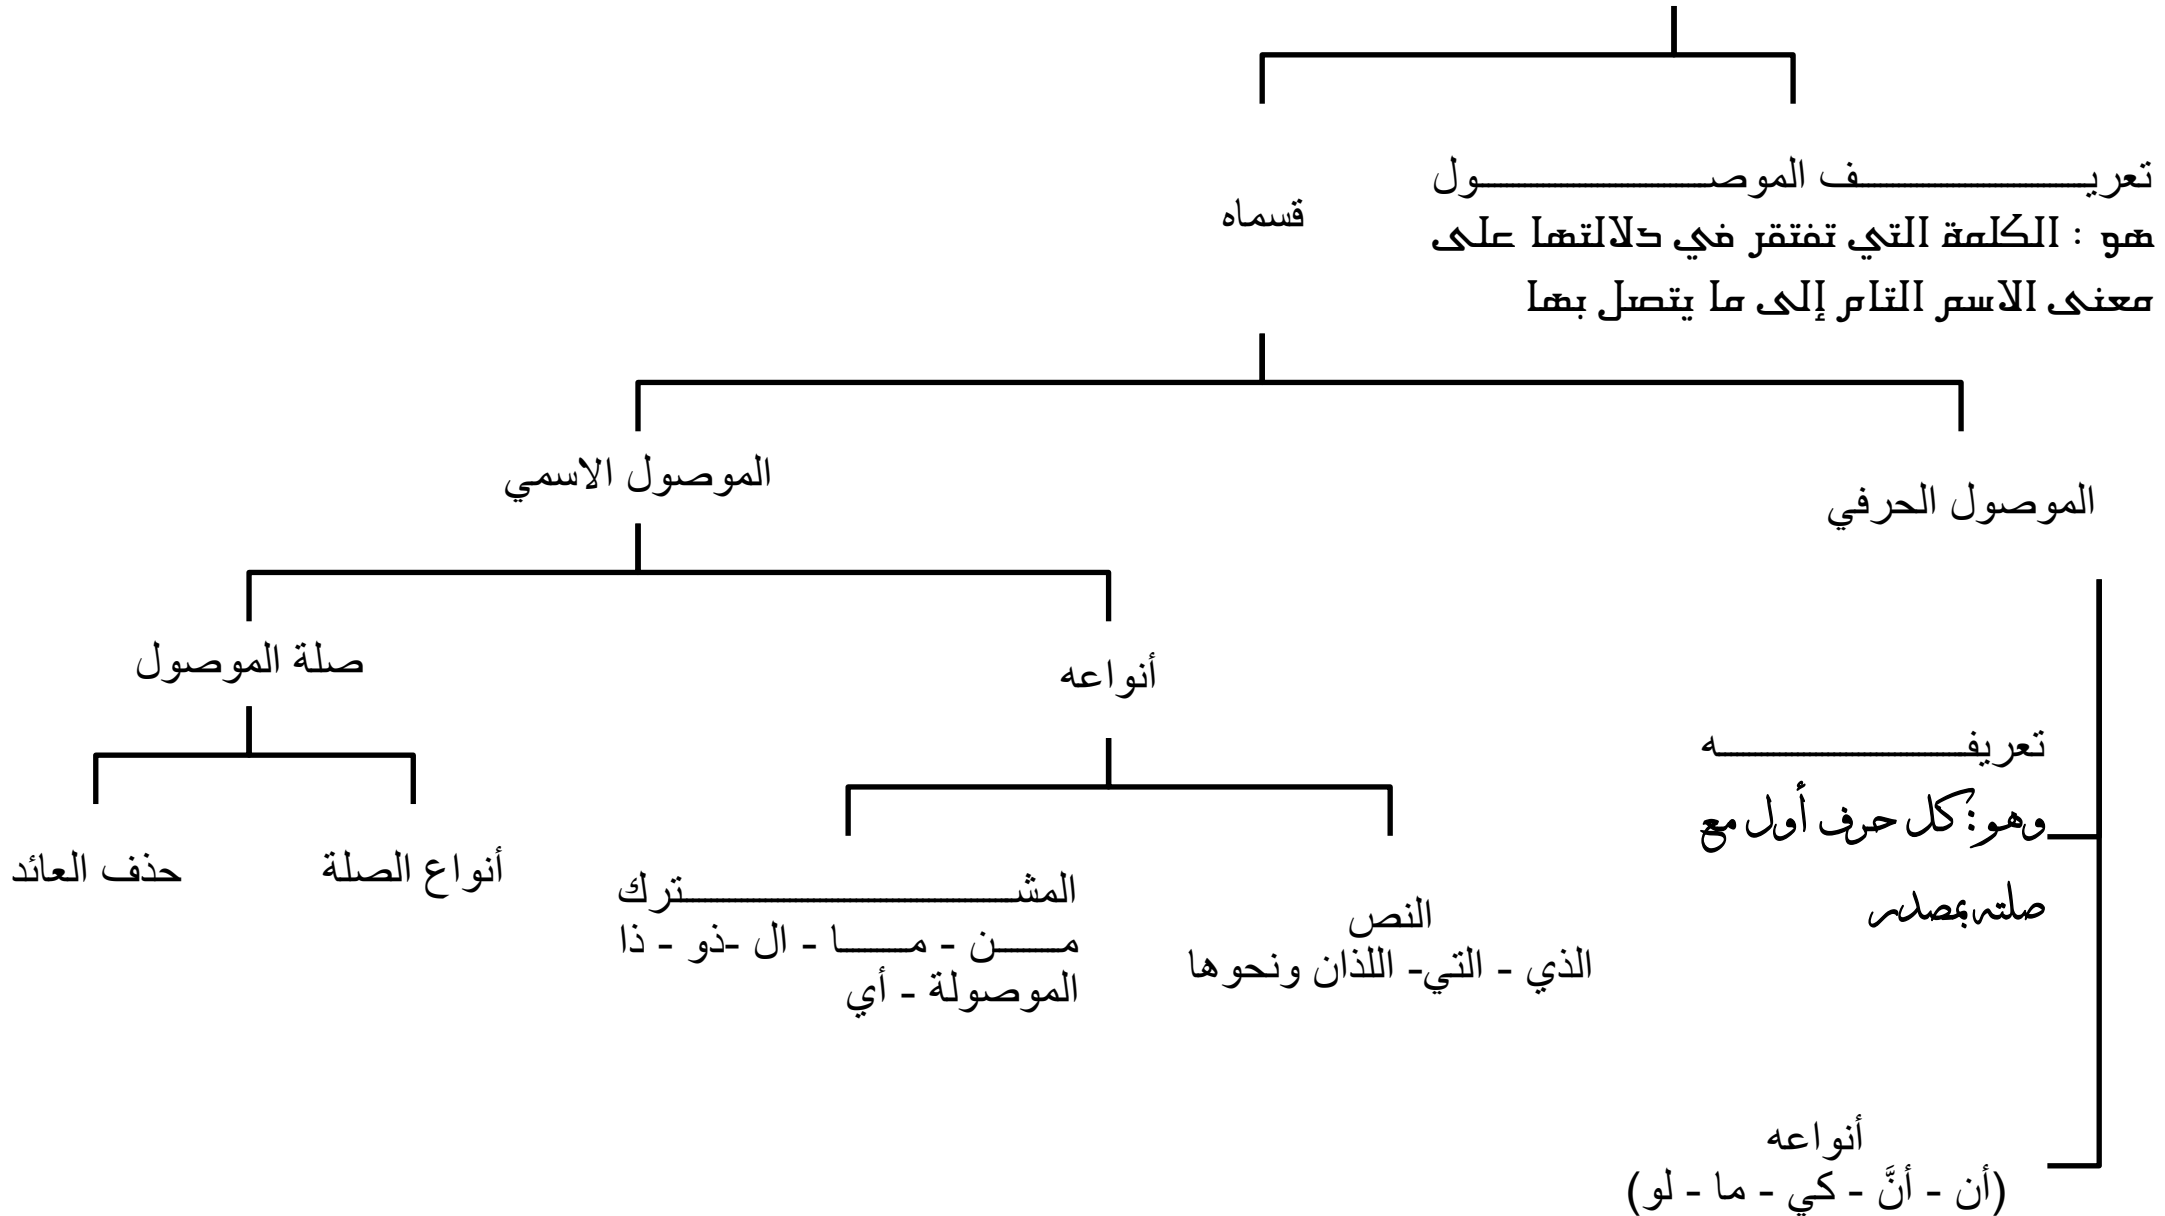 تعريف الموصول
هو : الكلمة التي تفتقر في دلالتها على
معنى الاسم التام إلى ما يتصل بها
قسماه
الموصول الحرفي
الموصول الاسمي
تعريفه
وهو: كل حرف أول مع
صلته بمصدر
أنواعه
(أن - أنَّ - كي - ما - لو)
أنواعه
صلة الموصول
النص
الذي - التي- اللذان ونحوها
المشترك
من - ما - ال -ذو - ذا
الموصولة - أي
أنواع الصلة
حذف العائد